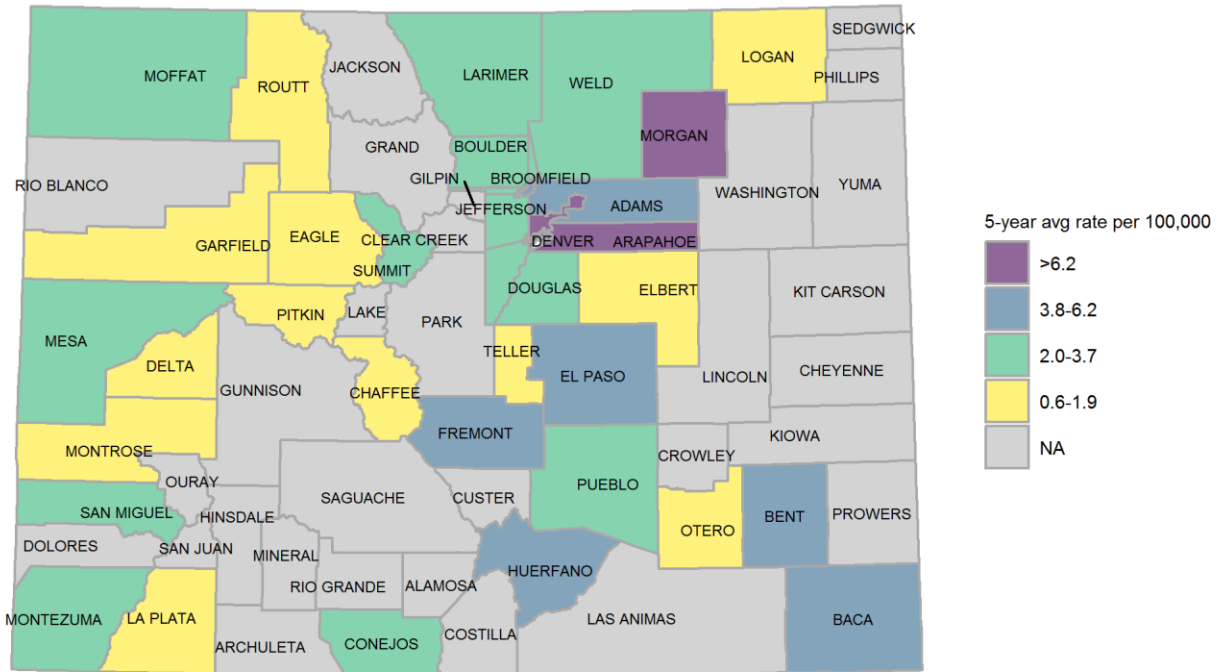 SEDGWICK
LOGAN
JACKSON
MOFFAT
LARIMER
PHILLIPS
WELD
ROUTT
MORGAN
GRAND
BOULDER
GILPIN
BROOMFIELD
RIO BLANCO
YUMA
WASHINGTON
JEFFERSON
ADAMS
EAGLE
CLEAR CREEK
DENVER
ARAPAHOE
GARFIELD
SUMMIT
DOUGLAS
ELBERT
KIT CARSON
LAKE
PITKIN
PARK
MESA
TELLER
DELTA
EL PASO
LINCOLN
CHEYENNE
GUNNISON
CHAFFEE
FREMONT
KIOWA
MONTROSE
CROWLEY
OURAY
PUEBLO
SAGUACHE
CUSTER
SAN MIGUEL
HINSDALE
BENT
PROWERS
OTERO
DOLORES
SAN JUAN
MINERAL
HUERFANO
RIO GRANDE
ALAMOSA
MONTEZUMA
LA PLATA
LAS ANIMAS
BACA
COSTILLA
CONEJOS
ARCHULETA
5-year avg rate per 100,000
>6.2
3.8-6.2
2.0-3.7
0.6-1.9
NA